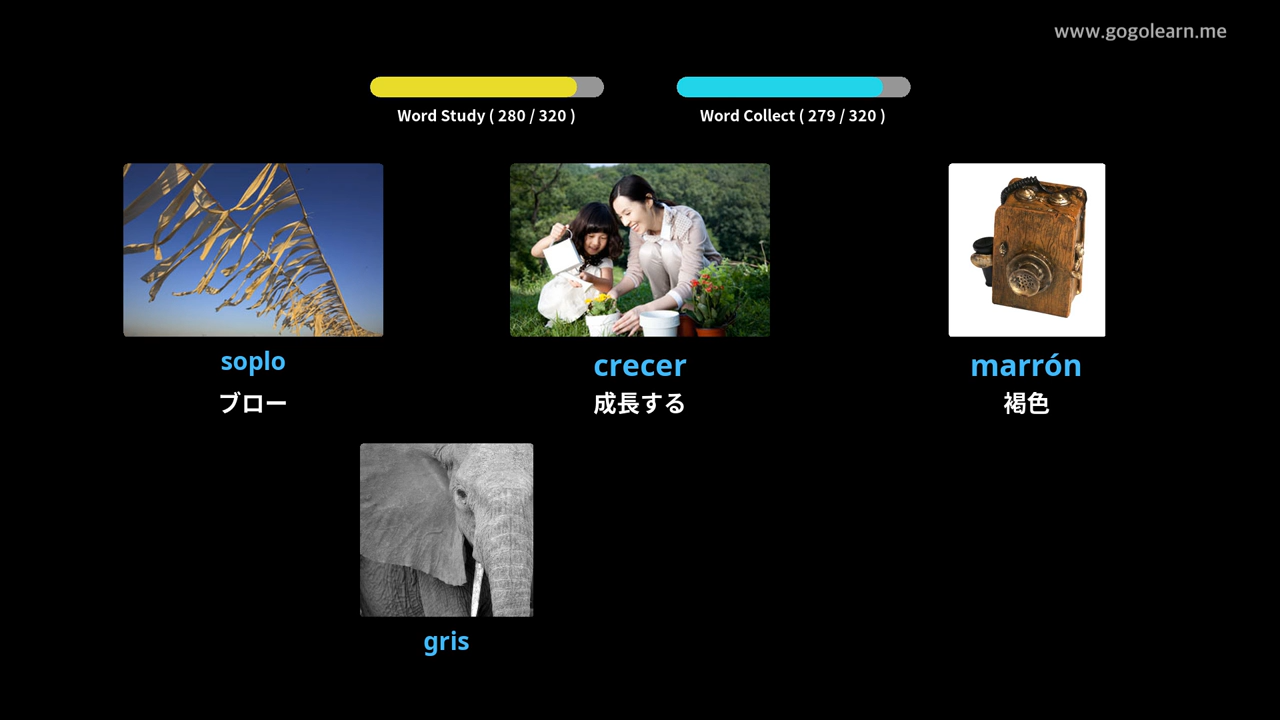 www.gogolearn.me
Word Study ( 280 / 320 )
Word Collect ( 279 / 320 )
soplo
ブロー
crecer
成長する
marrón
褐色
gris